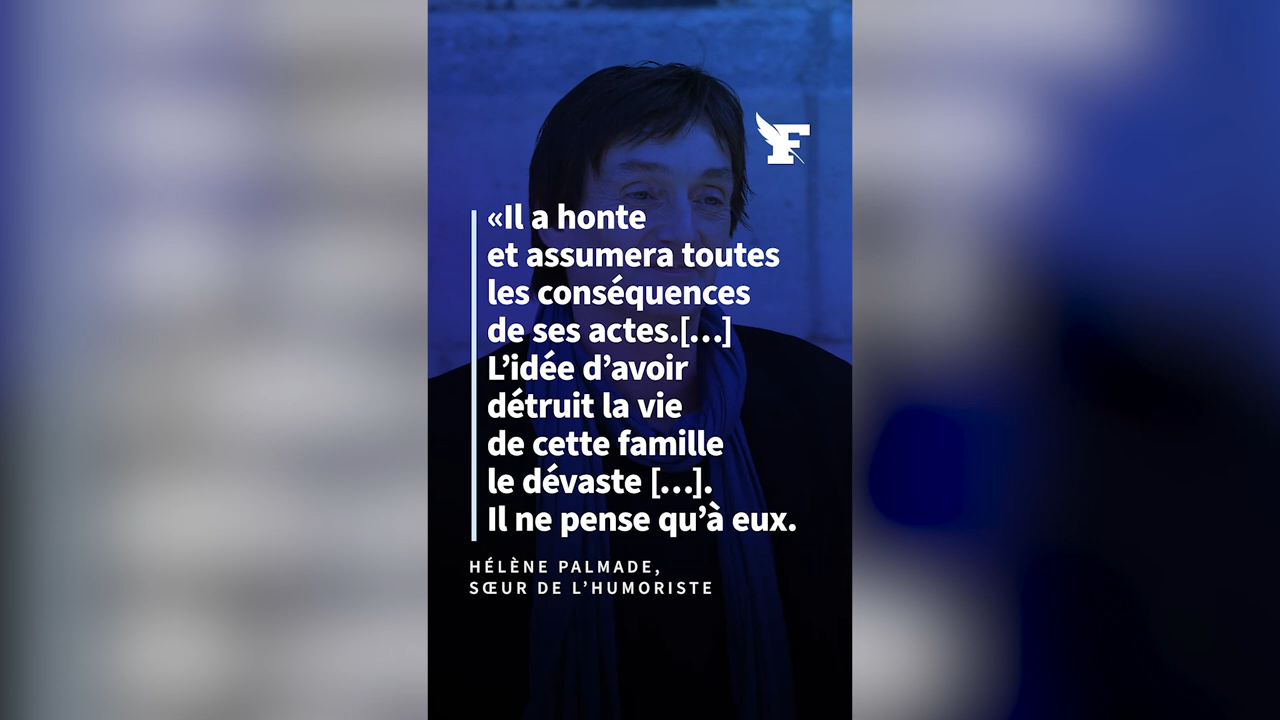 F
«Il a honte
et assumera toutes
les conséquences
de ses actes.[...]
L’idée d’avoir
détruit la vie
de cette famille
le dévaste [...].
Il ne pense qu’à eux.
HÉLÈNE PALMADE,
SŒUR DE L’HUMORISTE